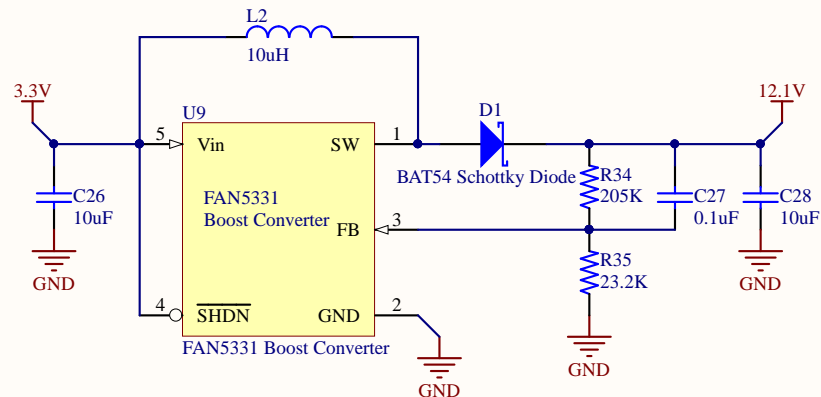 L2
10uH
3.3V
12.1V
U9
D1
5
Vin
SW
1
BAT54 Schottky Diode
C26
10uF
FAN5331
Boost Converter
R34
205K
C27
0.1uF
C28
10uF
FB
3
R35
23.2K
GND
GND
4
SHDN
GND
2
FAN5331 Boost Converter
GND
GND